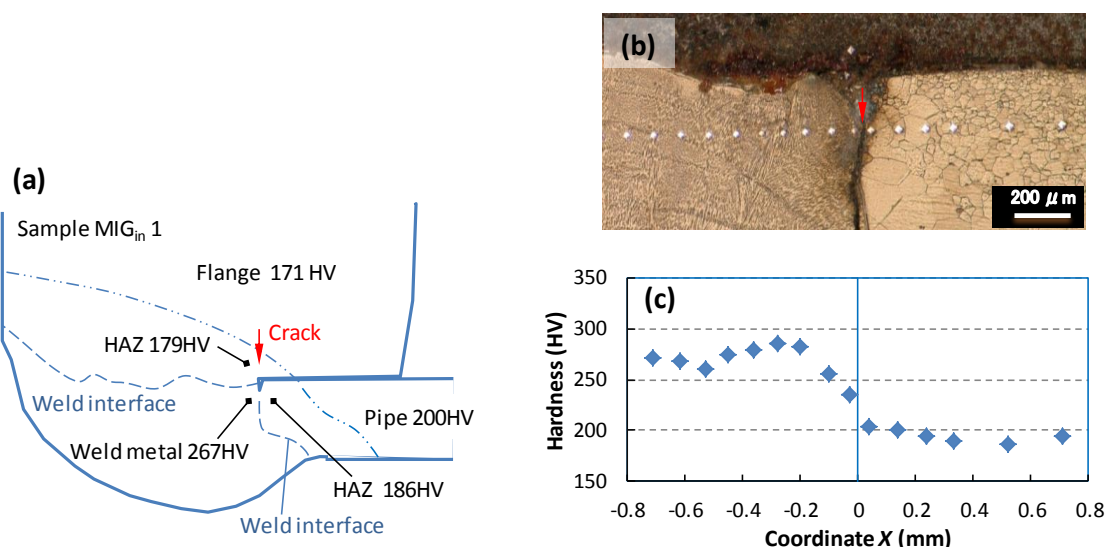 (a)
Sample MIGin 1
Flange 171 HV
Crack
HAZ 179HV
Weld interface
Pipe 200HV
Weld metal 267HV
HAZ 186HV
Weld interface
(b)
200 μm
(c)
350
300
250
200
150
Hardness (HV)
-0.8
-0.6
-0.4
-0.2
0
0.2
0.4
0.6
0.8
Coordinate X (mm)